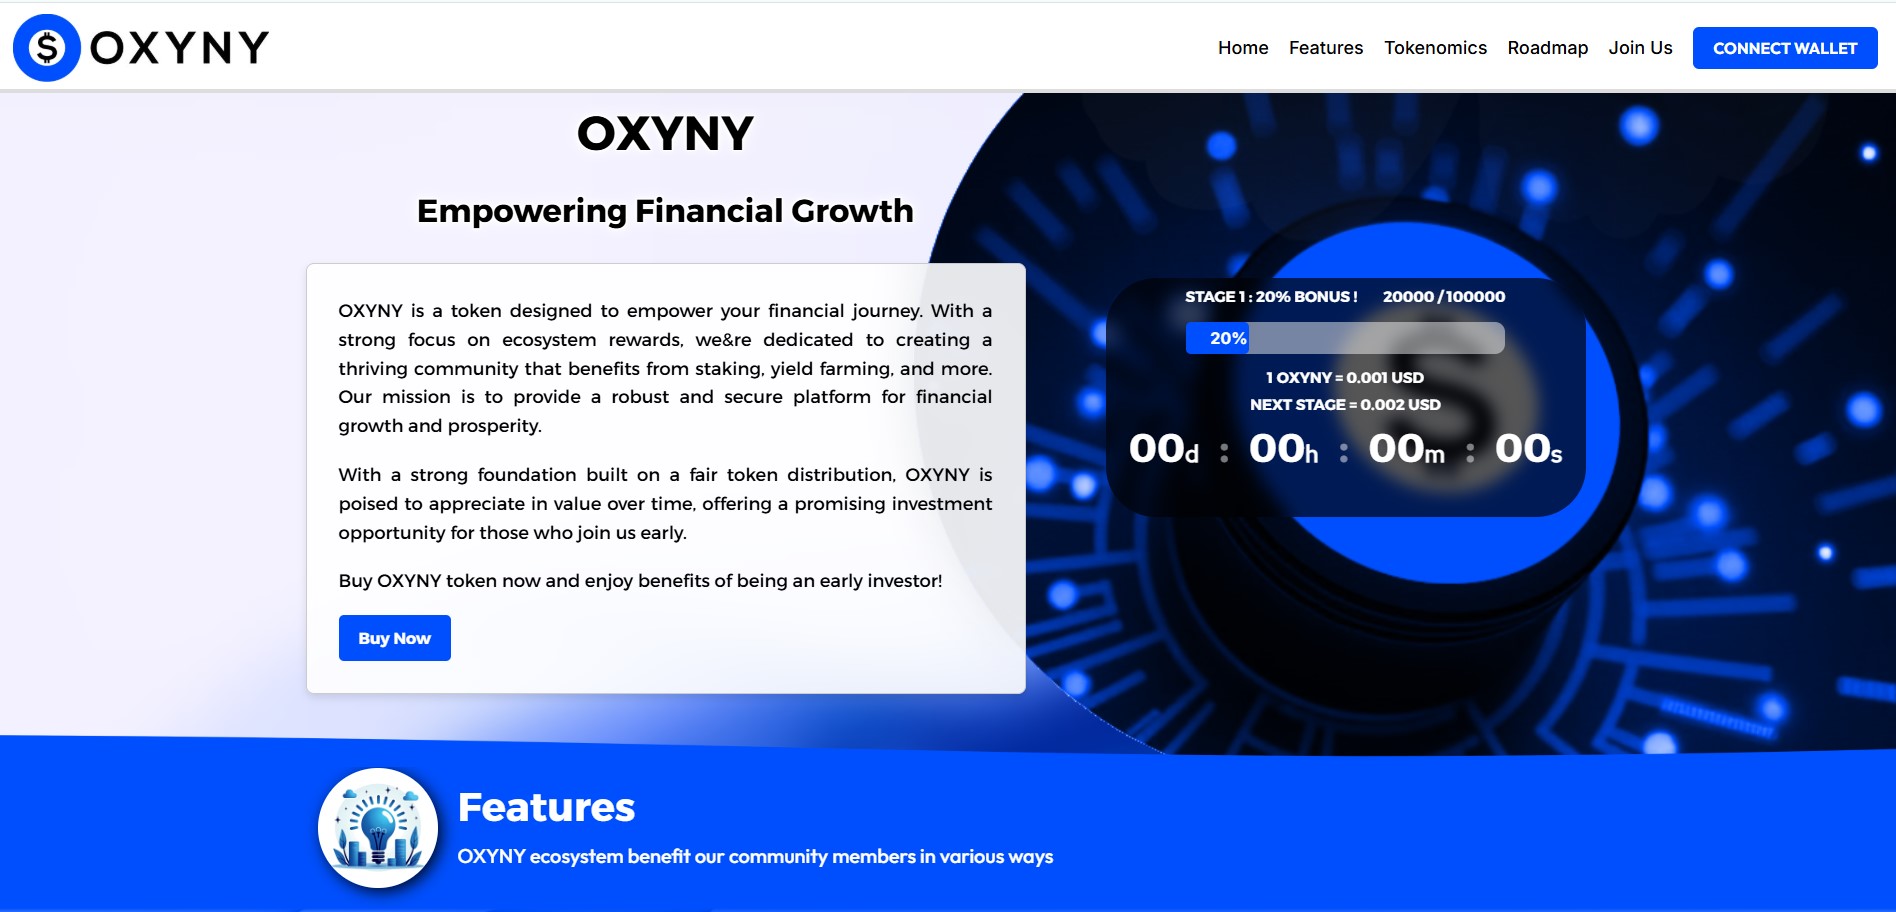 OXYNY
Home Features Tokenomics Roadmap Join Us CONNECT WALLET
OXYNY
Empowering Financial Growth
OXYNY is a token designed to empower your financial journey. With a
strong focus on ecosystem rewards, we&re dedicated to creating a
thriving community that benefits from staking, yield farming, and more.
Our mission is to provide a robust and secure platform for financial
growth and prosperity.
With a strong foundation built on a fair token distribution, OXYNY is
poised to appreciate in value over time, offering a promising investment
opportunity for those who join us early.
Buy OXYNY token now and enjoy benefits of being an early investor!
Buy Now
STAGE 1 : 20% BONUS ! 20000 / 100000
20%
1 OXYNY = 0.001 USD
NEXT STAGE = 0.002 USD
00d : 00h : 00m : 00s
Features
OXYNY ecosystem benefit our community members in various ways